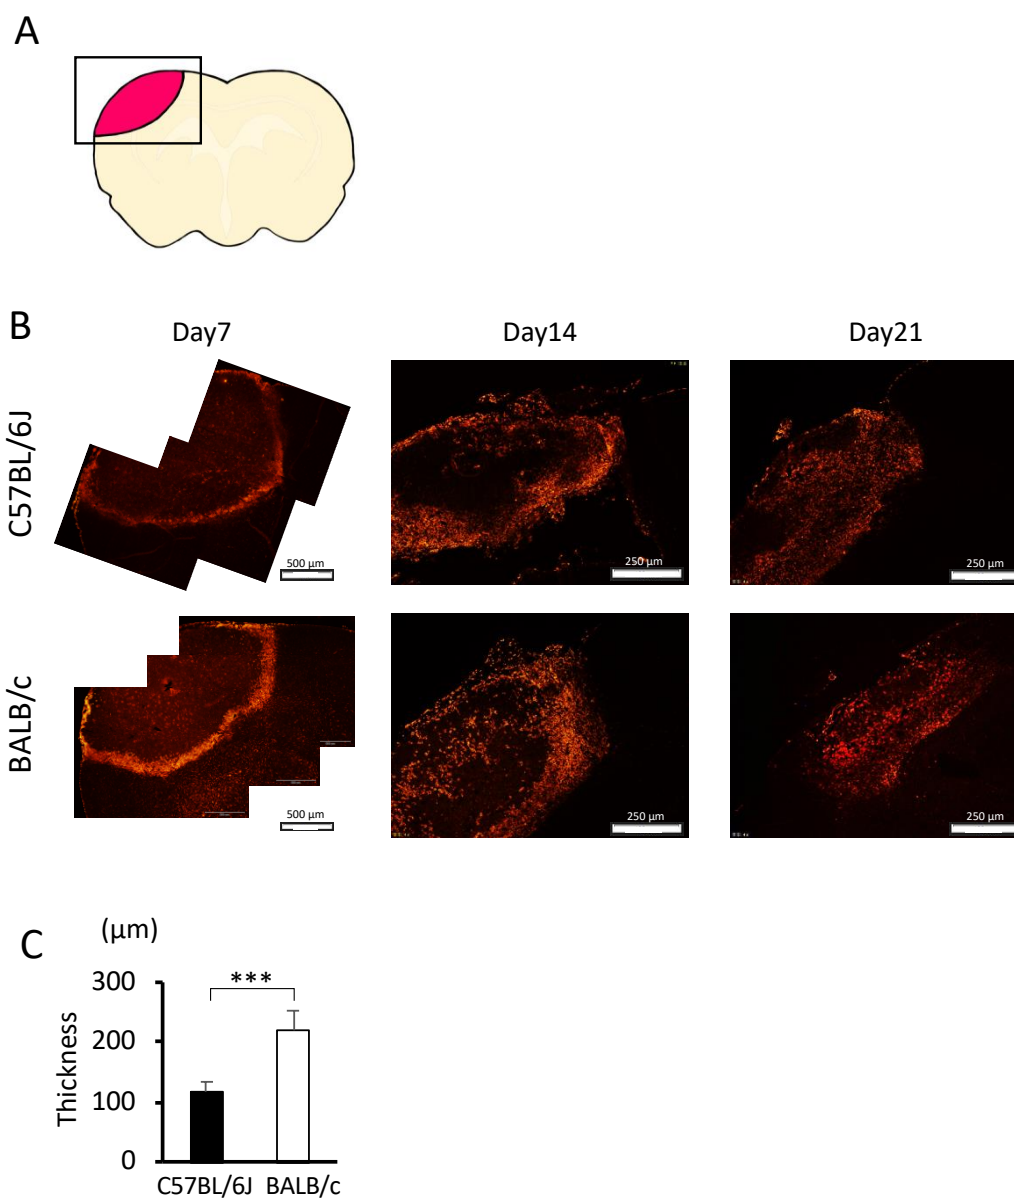 A
B
Day7 Day14 Day21
C57BL/6J
500 µm
250 µm
250 µm
BALB/c
500 µm
250 µm
250 µm
C
(µm)
***
300
200
100
0
Thickness
C57BL/6J BALB/c